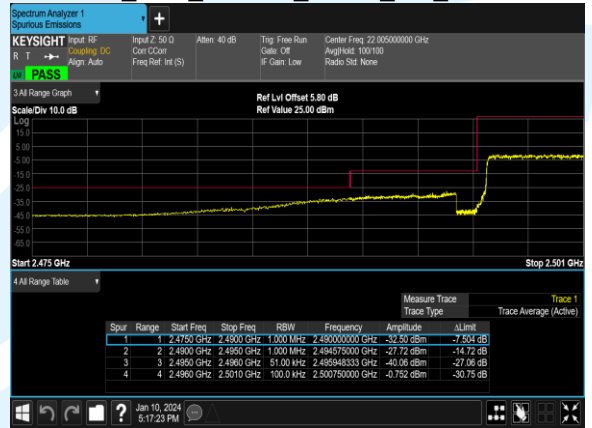 Spectrum Analyzer 1
Spurious Emissions
+
KEYSIGHT Input: RF Input Z: 50 Ω Atten: 40 dB Trig: Free Run Center Freq: 22.005000000 GHz
R T Coupling: DC Corr CCorr Gate: Off Avg|Hold: 100/100
Align: Auto Freq Ref: Int (S) IF Gain: Low Radio Std: None
PASS
3 All Range Graph
Ref Lvl Offset 5.80 dB
Scale/Div 10.0 dB Ref Value 25.00 dBm
Log
15.0
5.00
-5.00
-15.0
-25.0
-35.0
-45.0
-55.0
-65.0
Start 2.475 GHz Stop 2.501 GHz
4 All Range Table
Measure Trace Trace 1
Trace Type Trace Average (Active)
Spur Range Start Freq Stop Freq RBW Frequency Amplitude ΔLimit
1 1 2.4750 GHz 2.4900 GHz 1.000 MHz 2.490000000 GHz -32.50 dBm -7.504 dB
2 2 2.4900 GHz 2.4950 GHz 1.000 MHz 2.494575000 GHz -27.72 dBm -14.72 dB
3 3 2.4950 GHz 2.4960 GHz 51.00 kHz 2.495948333 GHz -40.06 dBm -27.06 dB
4 4 2.4960 GHz 2.5010 GHz 100.0 kHz 2.500750000 GHz -0.752 dBm -30.75 dB
?
Jan 10, 2024
5:17:23 PM